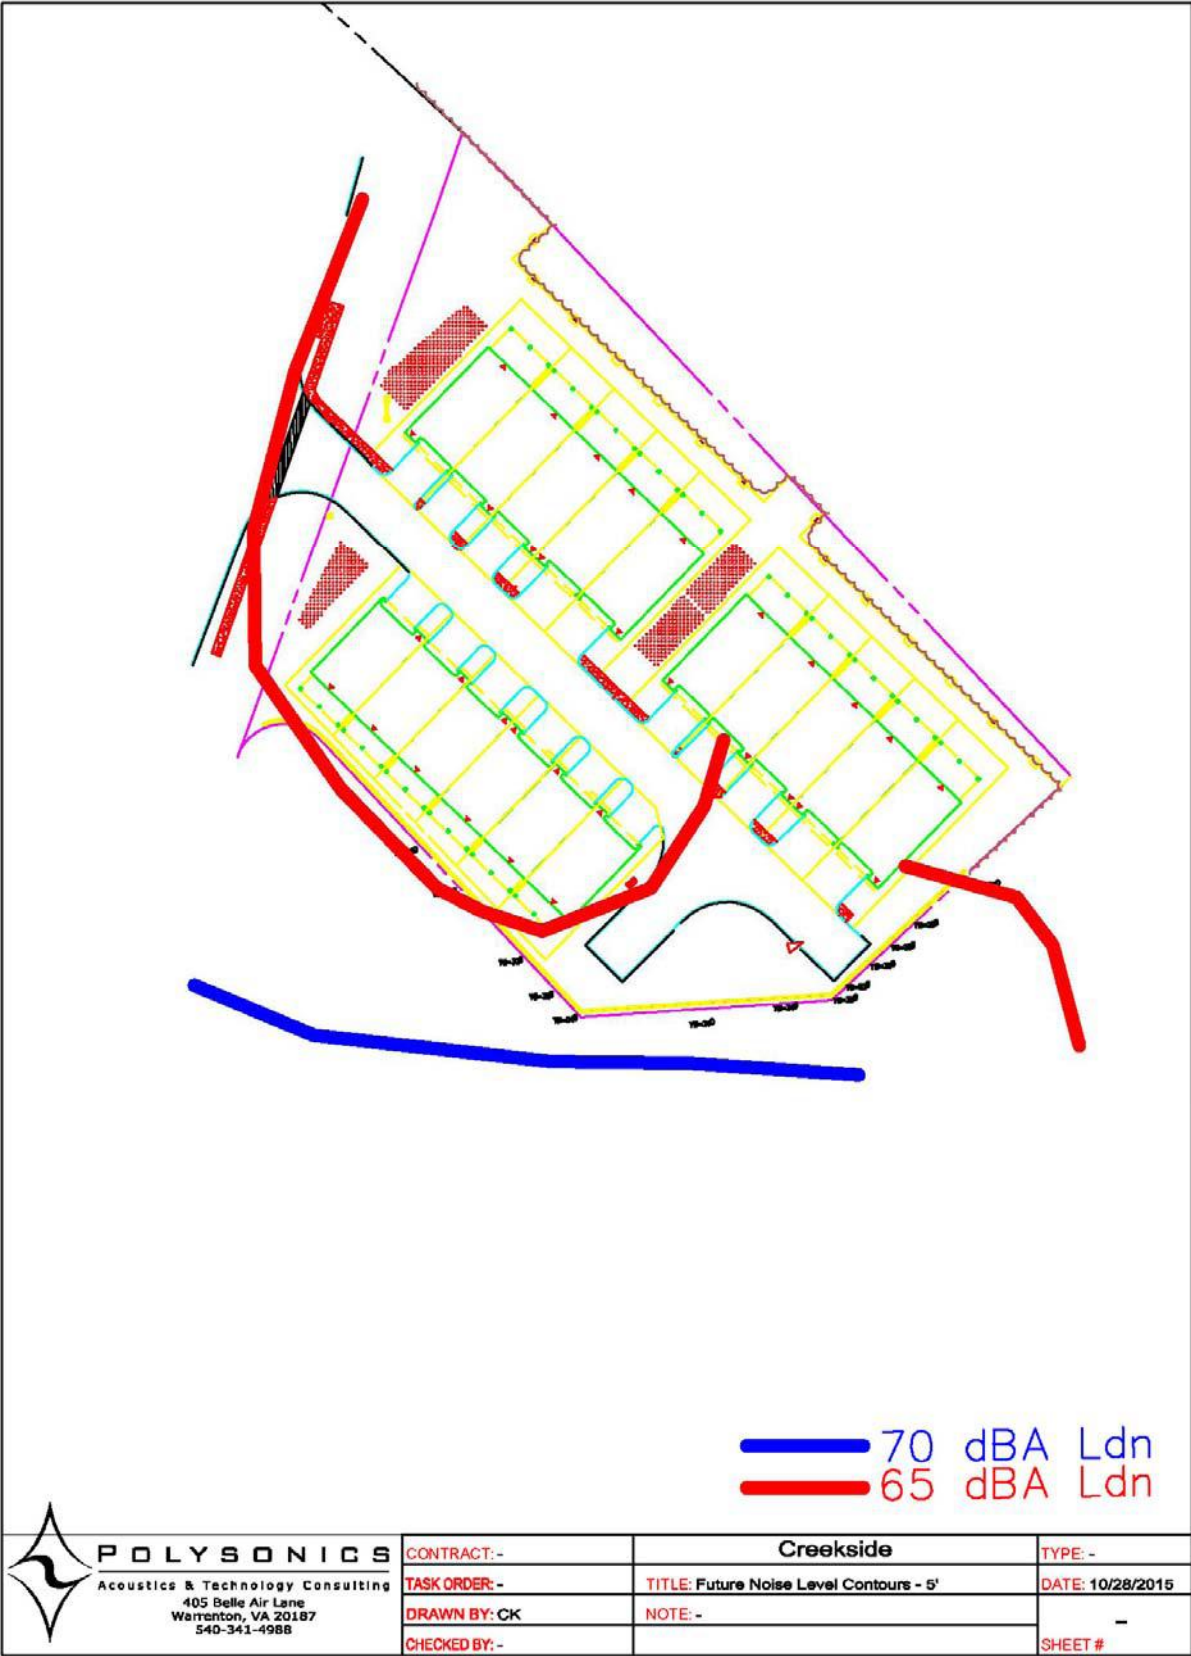 70 dBA Ldn
65 dBA Ldn
POLYSONICS
Acoustics & Technology Consulting
405 Belle Air Lane
Warrenton, VA 20187
540-341-4988
CONTRACT: -
TASK ORDER: -
DRAWN BY: CK
CHECKED BY: -
Creekside
TITLE: Future Noise Level Contours - 5'
NOTE: -
TYPE: -
DATE: 10/28/2015
–
SHEET #